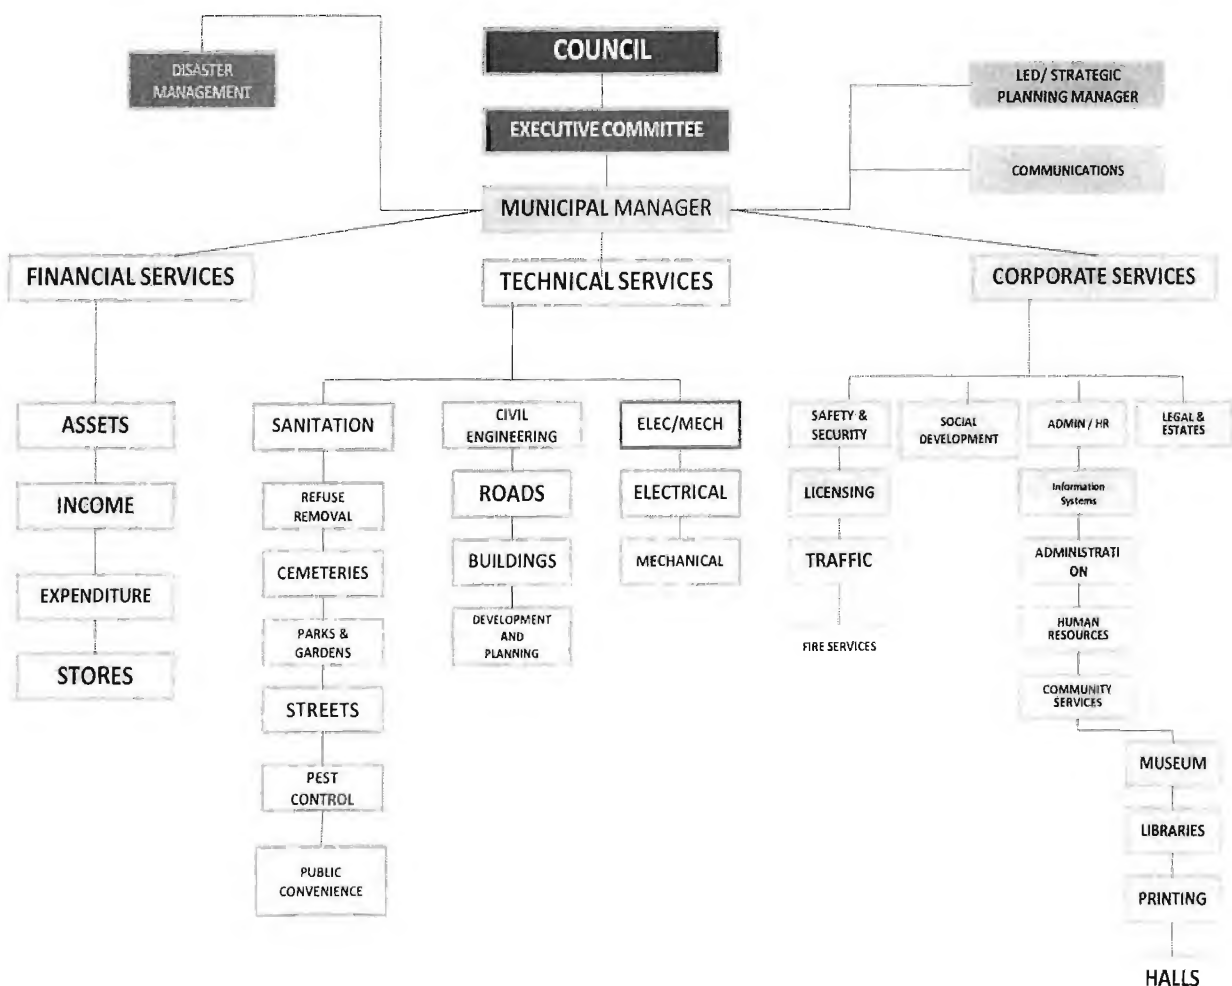 COUNCIL
DISASTER
MANAGEMENT
LED/ STRATEGIC
PLANNING MANAGER
EXECUTIVE COMMITTEE
COMMUNICATIONS
MUNICIPAL MANAGER
FINANCIAL SERVICES
TECHNICAL SERVICES
CORPORATE SERVICES
ASSETS
INCOME
EXPENDITURE
STORES
SANITATION
REFUSE
REMOVAL
CEMETERIES
PARKS &
GARDENS
STREETS
PEST
CONTROL
PUBLIC
CONVENIENCE
CIVIL
ENGINEERING
ROADS
BUILDINGS
DEVELOPMENT
AND
PLANNING
ELEC/MECH
ELECTRICAL
MECHANICAL
SAFETY &
SECURITY
LICENSING
TRAFFIC
FIRE SERVICES
SOCIAL
DEVELOPMENT
ADMIN / HR
Information
Systems
ADMINISTRATI
ON
HUMAN
RESOURCES
COMMUNITY
SERVICES
MUSEUM
LIBRARIES
PRINTING
HALLS
LEGAL &
ESTATES